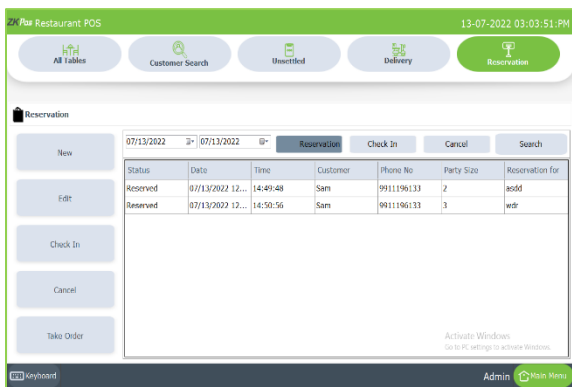 ZKPos Restaurant POS 13-07-2022 03:03:51:PM
All Tables Customer Search Unsettled Delivery Reservation
Reservation
New
Edit
Check In
Cancel
Take Order
07/13/2022 07/13/2022 Reservation Check In Cancel Search
Status Date Time Customer Phone No Party Size Reservation for
Reserved 07/13/2022 12... 14:49:48 Sam 9911196133 2 asdd
Reserved 07/13/2022 12... 14:50:56 Sam 9911196133 3 wdr
Activate Windows
Go to PC settings to activate Windows.
Keyboard Admin Main Menu